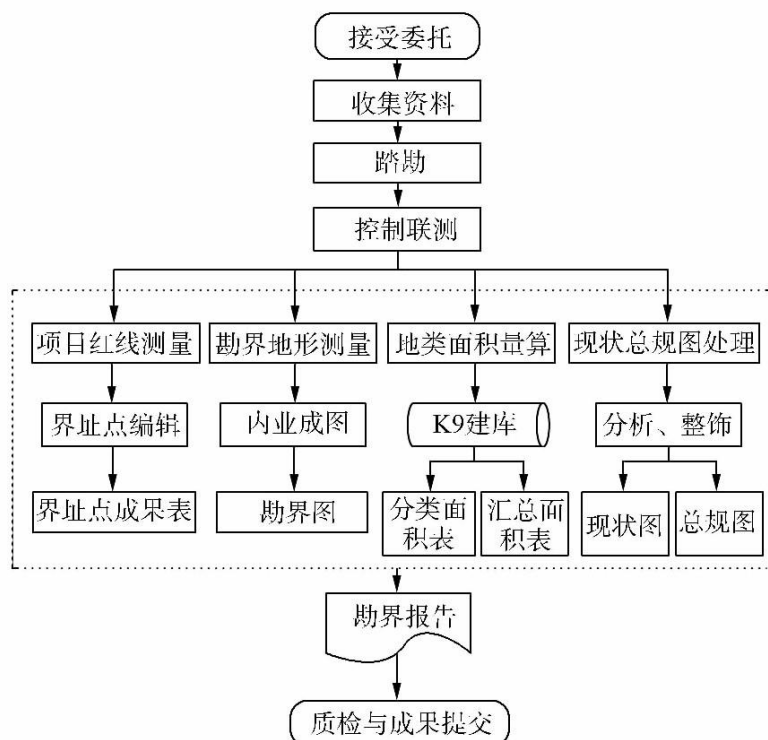 接受委托
收集资料
踏勘
控制联测
项目红线测量
勘界地形测量
地类面积量算
现状总规图处理
界址点编辑
内业成图
K9建库
分析、整饰
界址点成果表
勘界图
分类面
积表
汇总面
积表
现状图
总规图
勘界报告
质检与成果提交